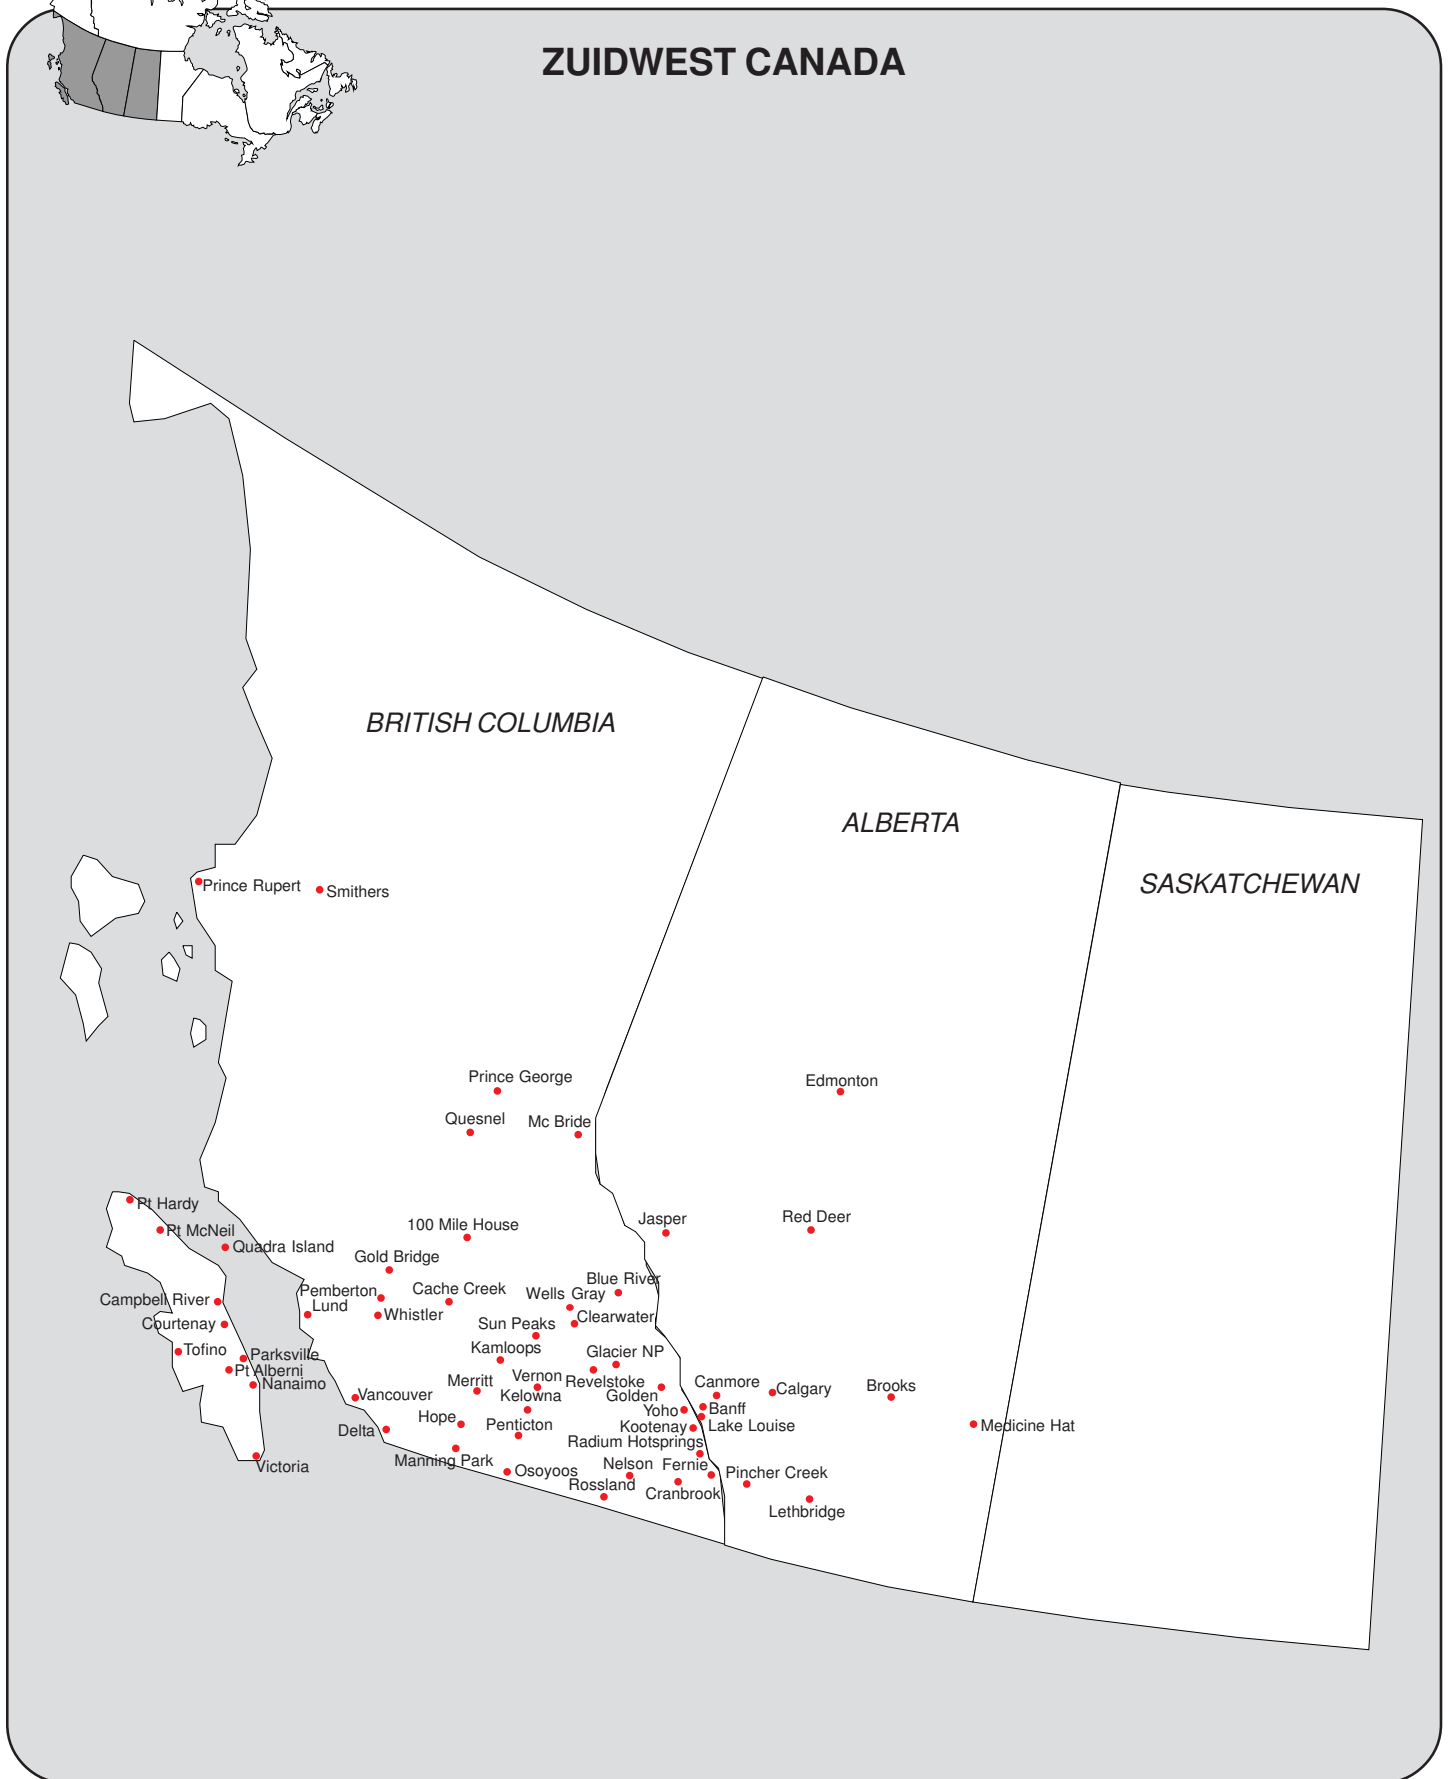 ZUIDWEST CANADA
BRITISH COLUMBIA
ALBERTA
SASKATCHEWAN
Prince Rupert
Smithers
Prince George
Edmonton
Quesnel
Mc Bride
Pt Hardy
Pt McNeil
Quadra Island
100 Mile House
Jasper
Red Deer
Gold Bridge
Blue River
Pemberton
Cache Creek
Wells Gray
Campbell River
Lund
Whistler
Clearwater
Courtenay
Sun Peaks
Tofino
Parksville
Kamloops
Glacier NP
Pt Alberni
Nanaimo
Merritt
Vernon
Revelstoke
Canmore
Calgary
Brooks
Vancouver
Kelowna
Golden
Yoho
Banff
Hope
Penticton
Kootenay
Lake Louise
Medicine Hat
Delta
Radium Hotsprings
Manning Park
Victoria
Osoyoos
Nelson
Fernie
Pincher Creek
Rossland
Cranbrook
Lethbridge